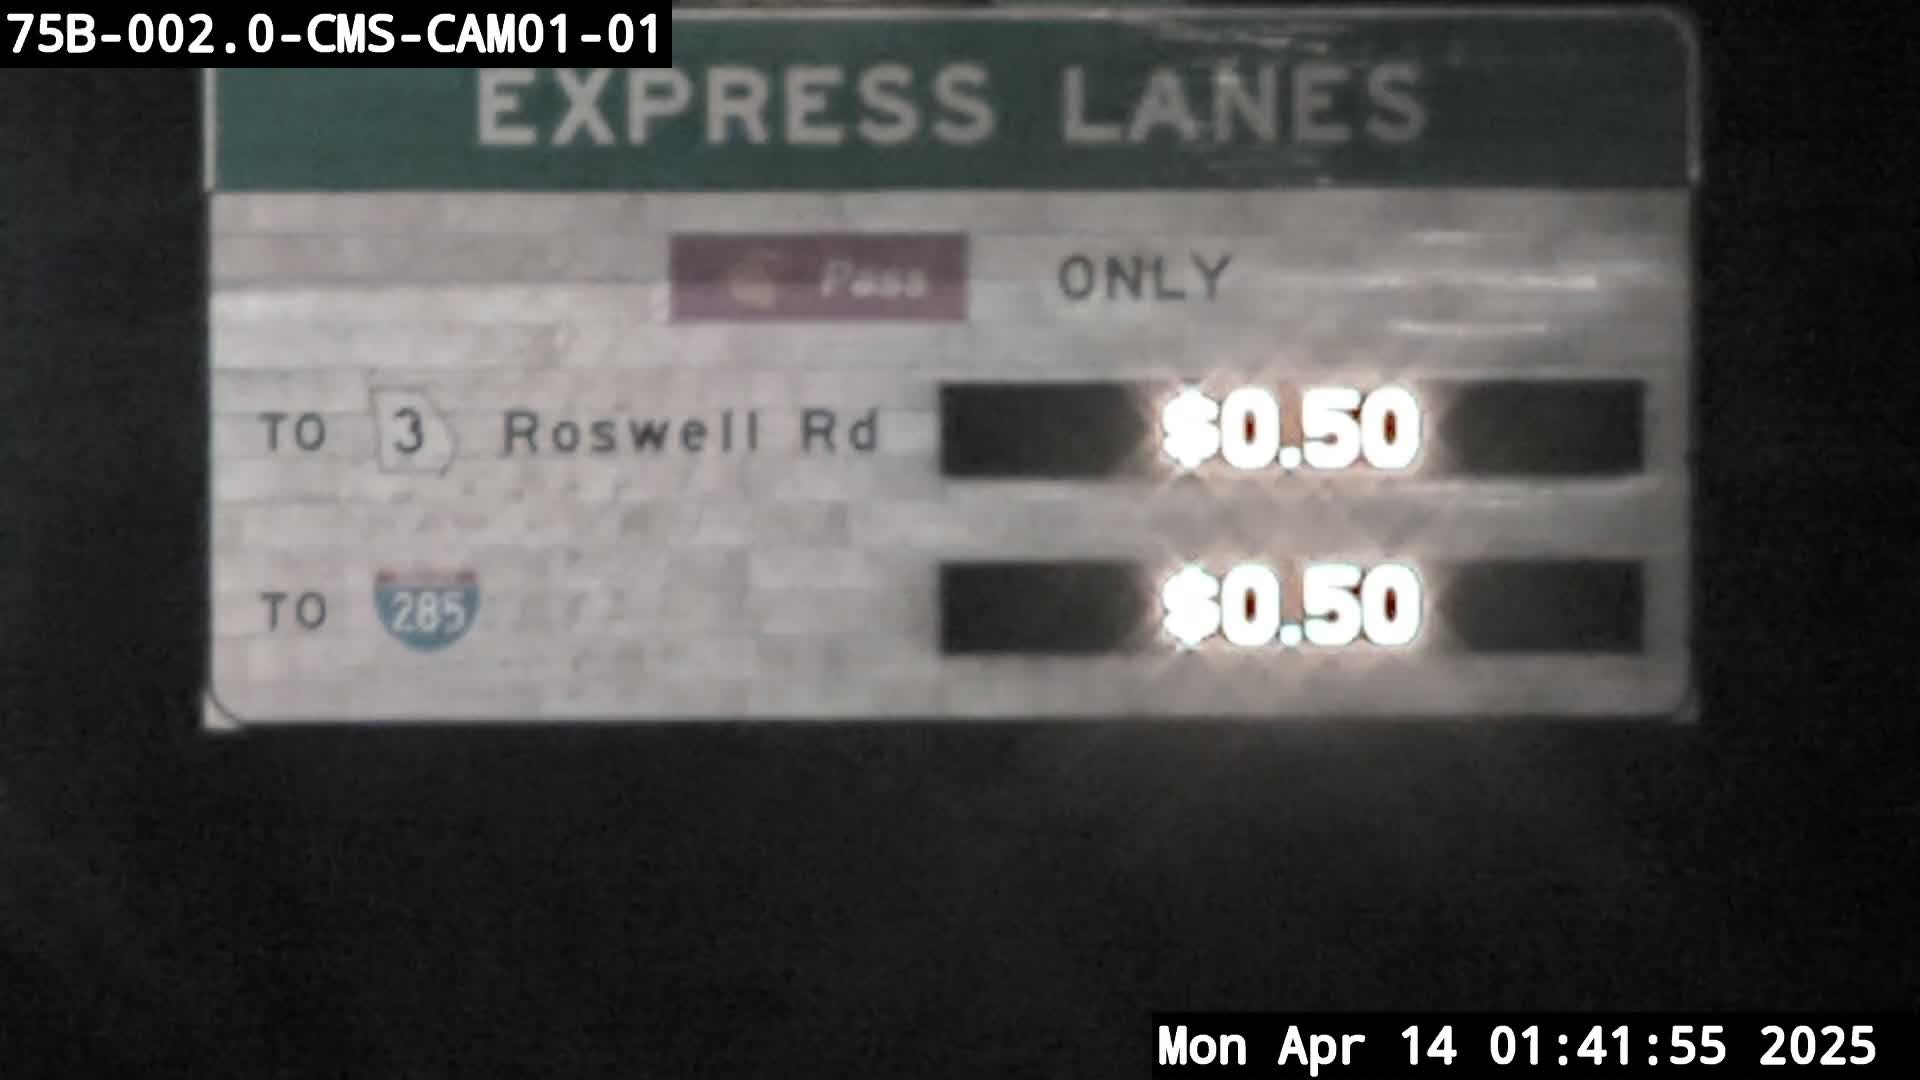 75B-002.0-CMS-CAM01-01
EXPRESS LANES
Pass ONLY
TO 3 Roswell Rd $0.50
TO 285 $0.50
Mon Apr 14 01:41:55 2025